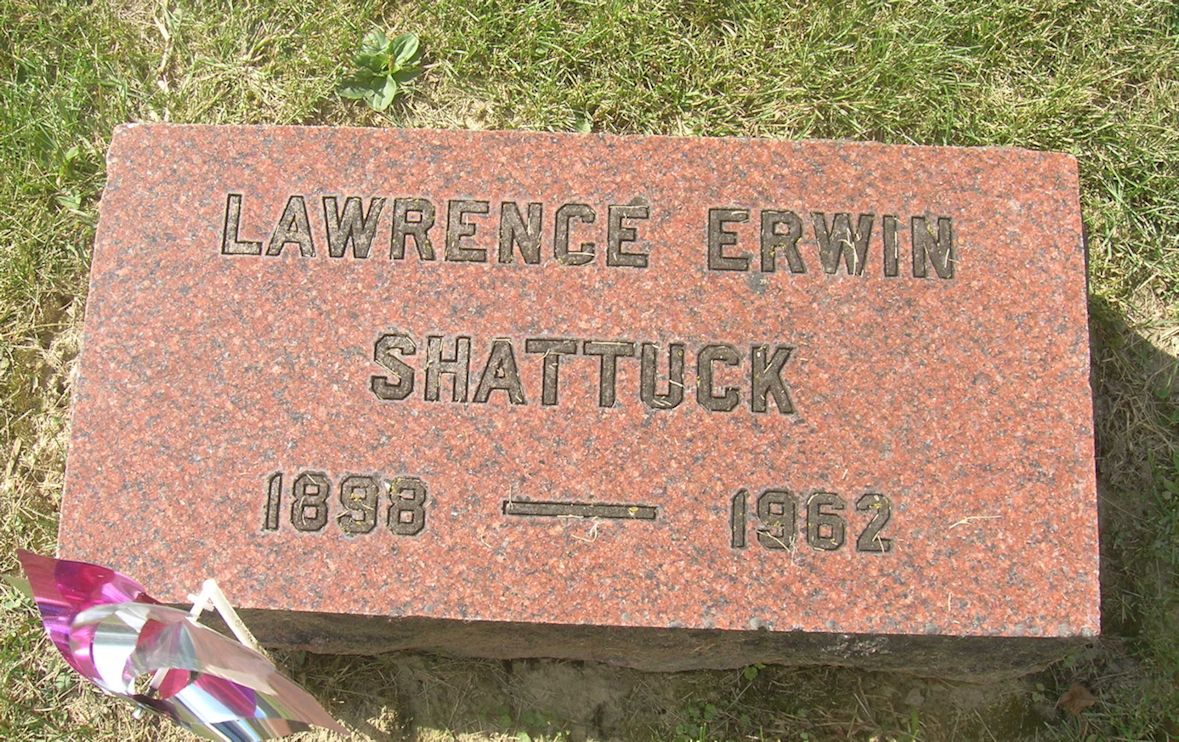 LAWRENCE ERWIN
SHATTUCK
1898 — 1962